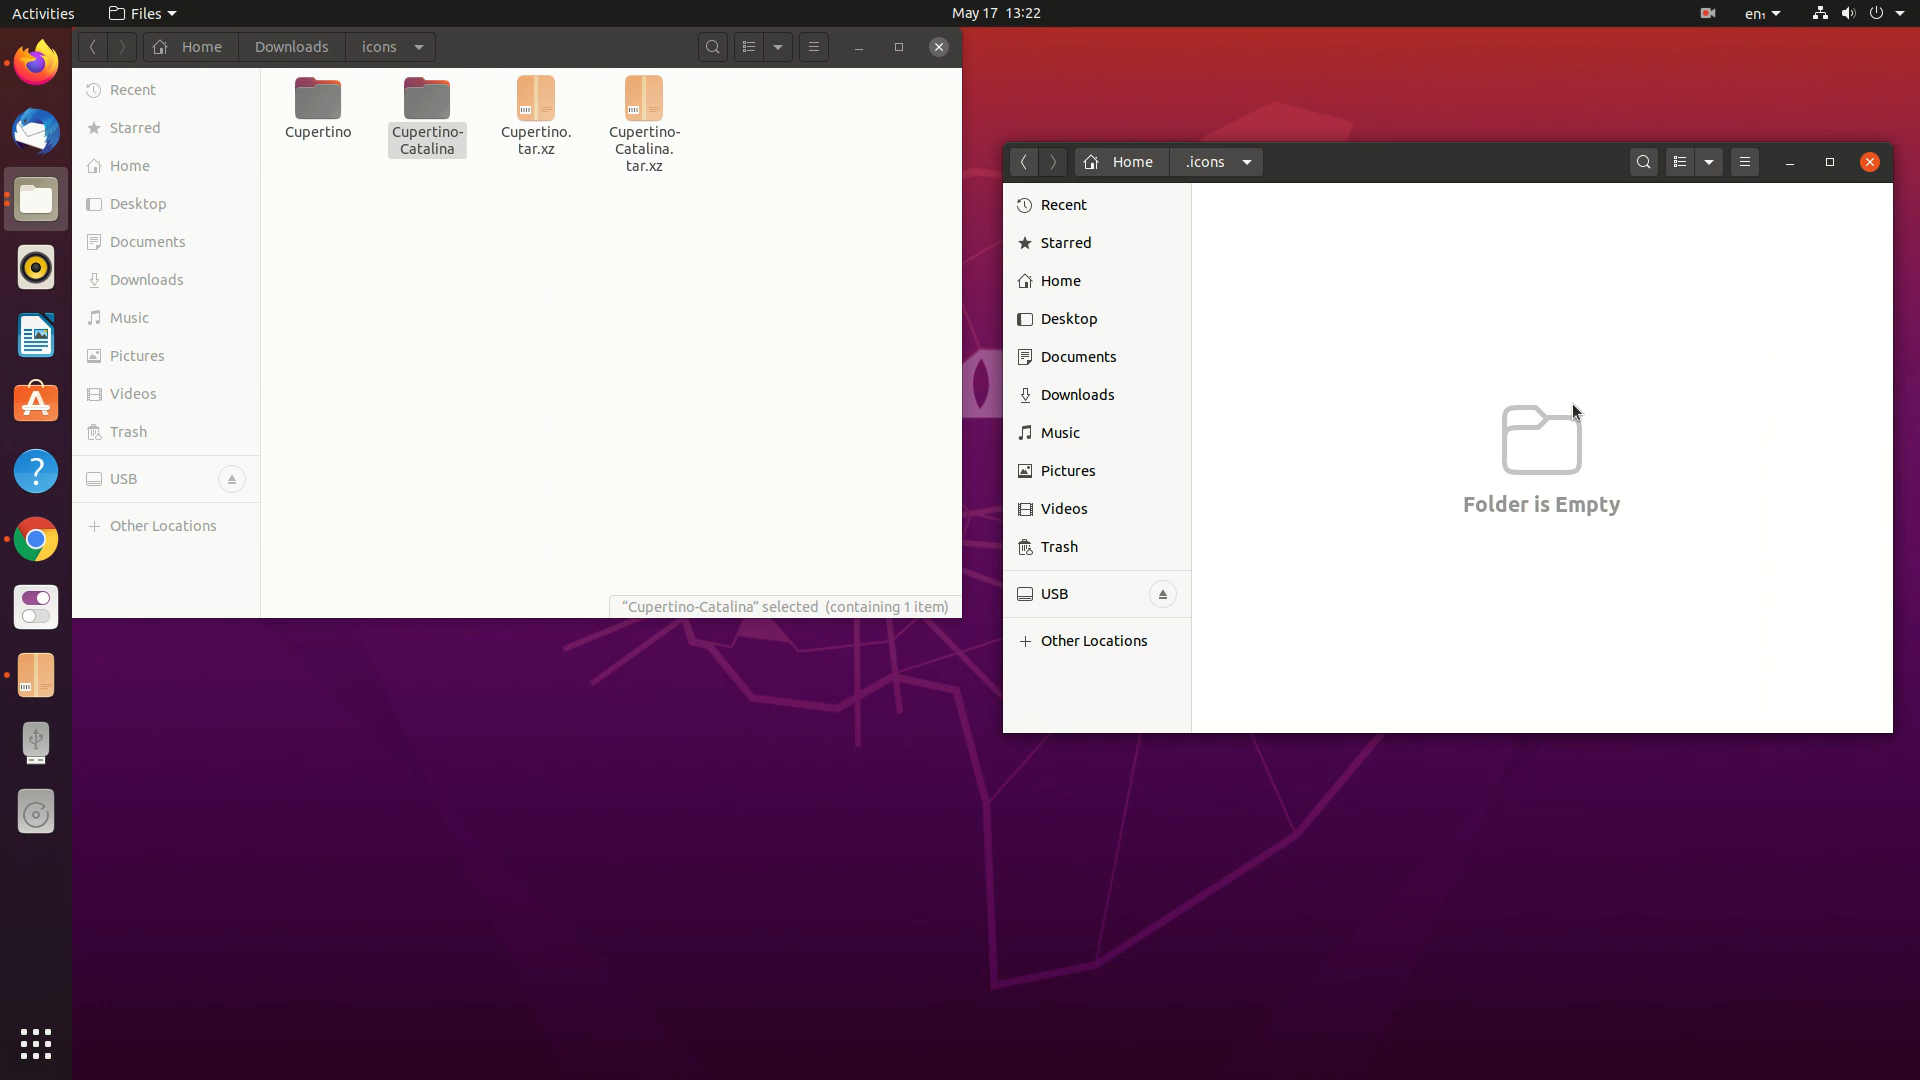 Activities
Files
May 17 13:22
en₁
Home
Downloads
icons
Recent
Starred
Home
Desktop
Documents
Downloads
Music
Pictures
Videos
Trash
USB
Other Locations
Cupertino
Cupertino-
Catalina
Cupertino.
tar.xz
Cupertino-
Catalina.
tar.xz
“Cupertino-Catalina” selected (containing 1 item)
Home
.icons
Recent
Starred
Home
Desktop
Documents
Downloads
Music
Pictures
Videos
Trash
USB
Other Locations
Folder is Empty